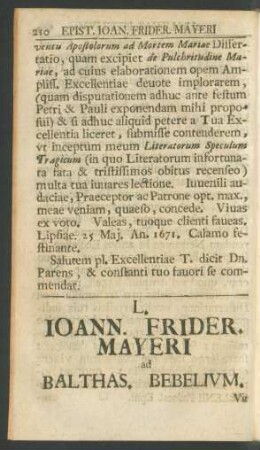 210 EPIST. IOAN. FRIDER. MAYERI
ventu Apostolorum ad Mortem Mariae Disser-
tatio, quam excipiet de Pulchritudine Ma-
riae, ad cuius elaborationem opem Am-
pliss. Excellentiae deuote implorarem,
(quam disputationem adhuc ante festum
Petri & Pauli exponendam mihi propo-
sui) & si adhuc aliquid petere a Tua Ex-
cellentia liceret, submisse contenderem,
vt inceptum meum Literatorum Speculum
Tragicum (in quo Literatorum infortuna-
ta fata & tristissimos obitus recenseo)
multa tua iuuares lectione. Iuuenili au-
daciae, Praeceptor ac Patrone opt. max.,
meae veniam, quaeso, concede. Viuas
ex voto. Valeas, tuoque clienti faueas.
Lipsiae. 25 Maj. An. 1671. Calamo fe-
stinante.
Salutem pl. Excellentiae T. dicit Dn.
Parens, & constanti tuo fauori se com-
mendat.
L.
IOANN. FRIDER.
MAYERI
ad
BALTHAS. BEBELIVM.
Vir